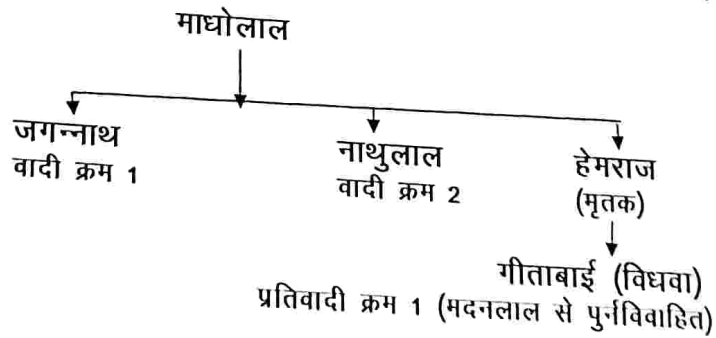 माधोलाल
जगन्नाथ
वादी क्रम 1
नाथुलाल
वादी क्रम 2
हेमराज
(मृतक)
गीताबाई (विधवा)
प्रतिवादी क्रम 1 (मदनलाल से पुर्नविवाहित)